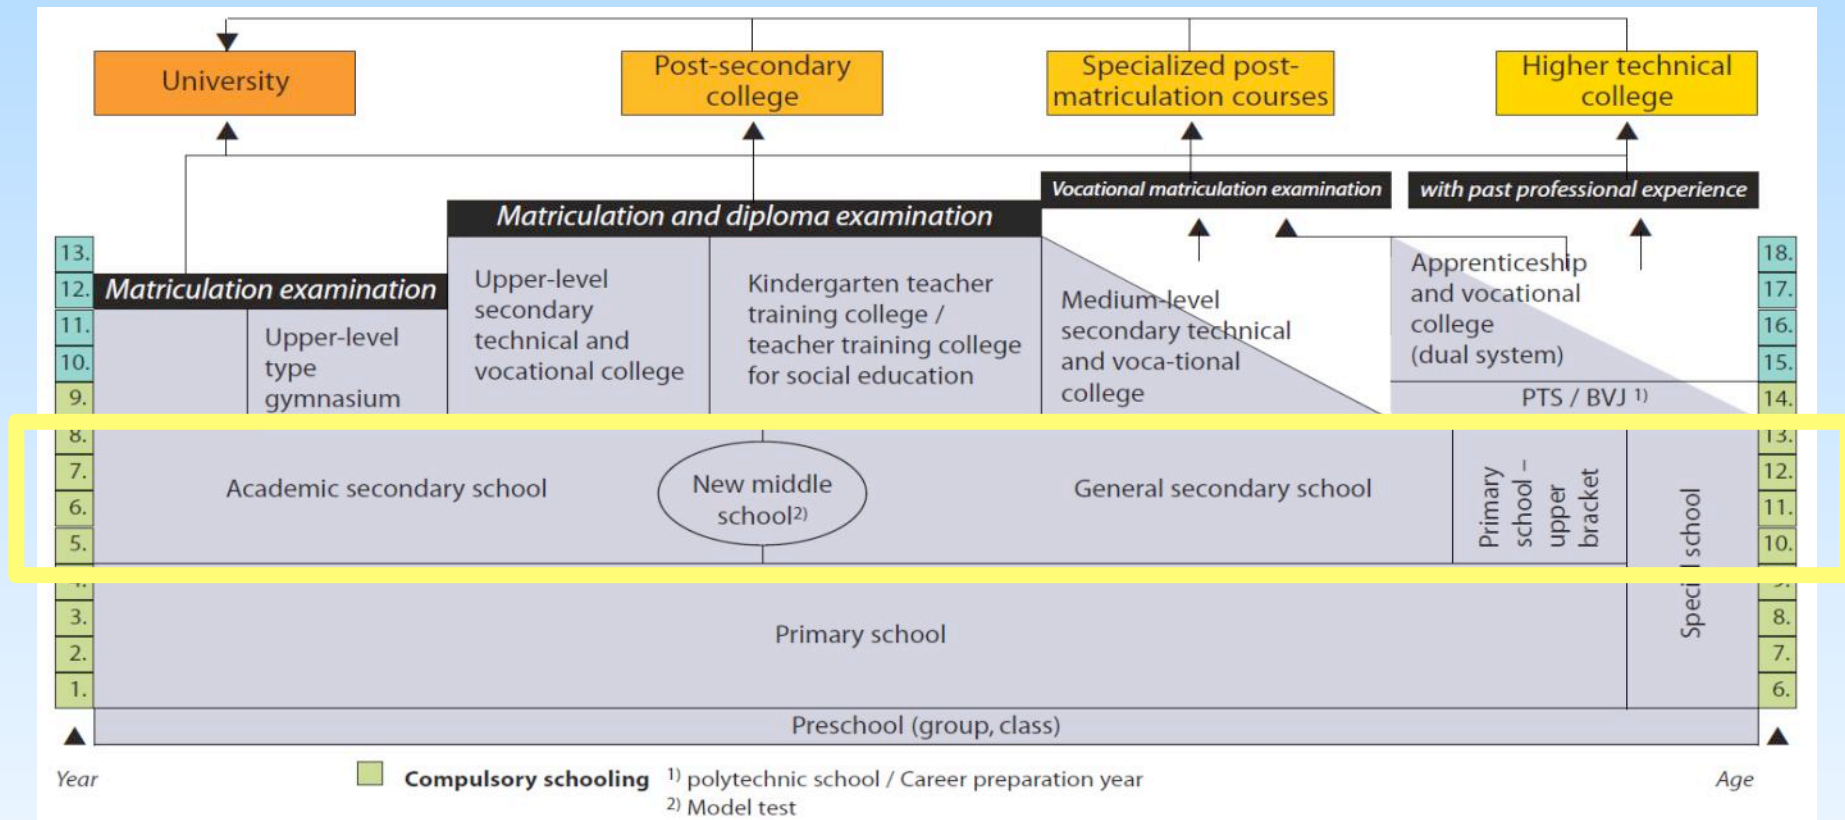 University
Post-secondary
college
Specialized post-
matriculation courses
Higher technical
college
Vocational matriculation examination
with past professional experience
Matriculation and diploma examination
Matriculation examination
Upper-level
type
gymnasium
Upper-level
secondary
technical and
vocational college
Kindergarten teacher
training college /
teacher training college
for social education
Medium-level
secondary technical
and voca-tional
college
Apprenticeship
and vocational
college
(dual system)
PTS / BVJ 1)
13.
12.
11.
10.
9.
8.
7.
6.
5.
4.
3.
2.
1.
18.
17.
16.
15.
14.
13.
12.
11.
10.
9.
8.
7.
6.
Academic secondary school
New middle
school2)
General secondary school
Primary
school –
upper
bracket
Special school
Primary school
Preschool (group, class)
Year
Compulsory schooling
1) polytechnic school / Career preparation year
2) Model test
Age